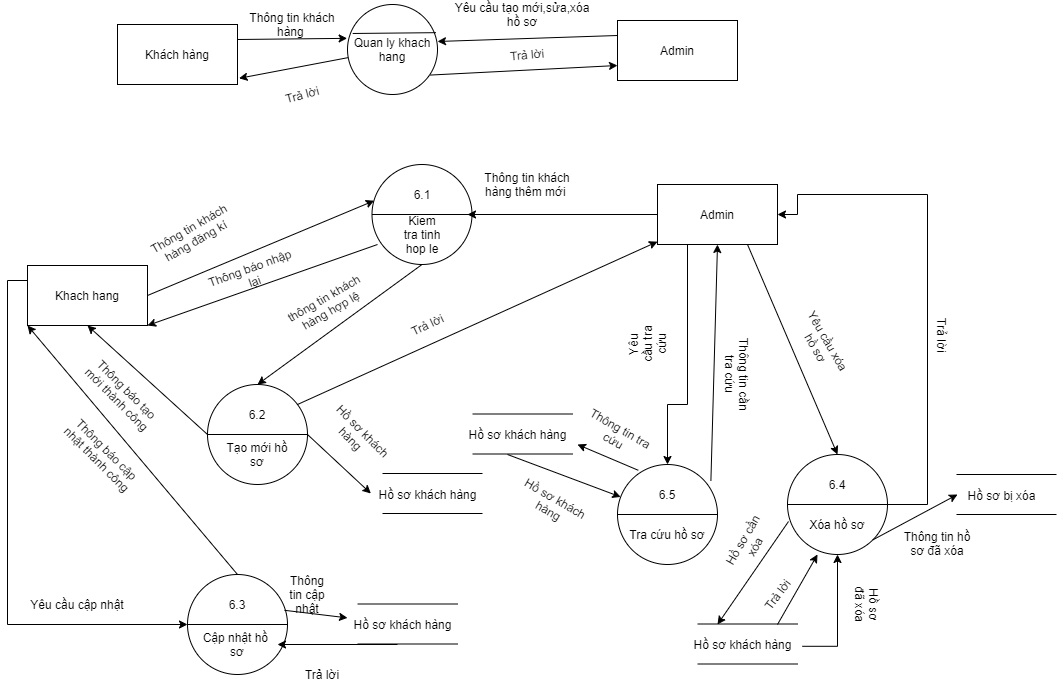 Thông tin khách
hàng
Yêu cầu tạo mới,sửa,xóa
hồ sơ
Khách hàng
Quan ly khach
hang
Admin
Trả lời
Trả lời
6.1
Kiem
tra tinh
hop le
Thông tin khách
hàng thêm mới
Admin
Thông tin khách
hàng đăng kí
Thông báo nhập
lại
Khach hang
thông tin khách
hàng hợp lệ
Trả lời
Yêu
cầu tra
cứu
Thông tin cần
tra cứu
Yêu cầu xóa
hồ sơ
Trả lời
Thông báo tạo
mới thành công
Thông báo cập
nhật thành công
6.2
Tạo mới hồ
sơ
Hồ sơ khách
hàng
Hồ sơ khách hàng
Hồ sơ khách hàng
Thông tin tra
cứu
Hồ sơ khách
hàng
6.5
Tra cứu hồ sơ
6.4
Xóa hồ sơ
Hồ sơ bị xóa
Thông tin hồ
sơ đã xóa
Hồ sơ cần
xóa
Trả lời
Hồ sơ
đã xóa
Hồ sơ khách hàng
Yêu cầu cập nhật
6.3
Cập nhật hồ
sơ
Thông
tin cập
nhật
Hồ sơ khách hàng
Trả lời